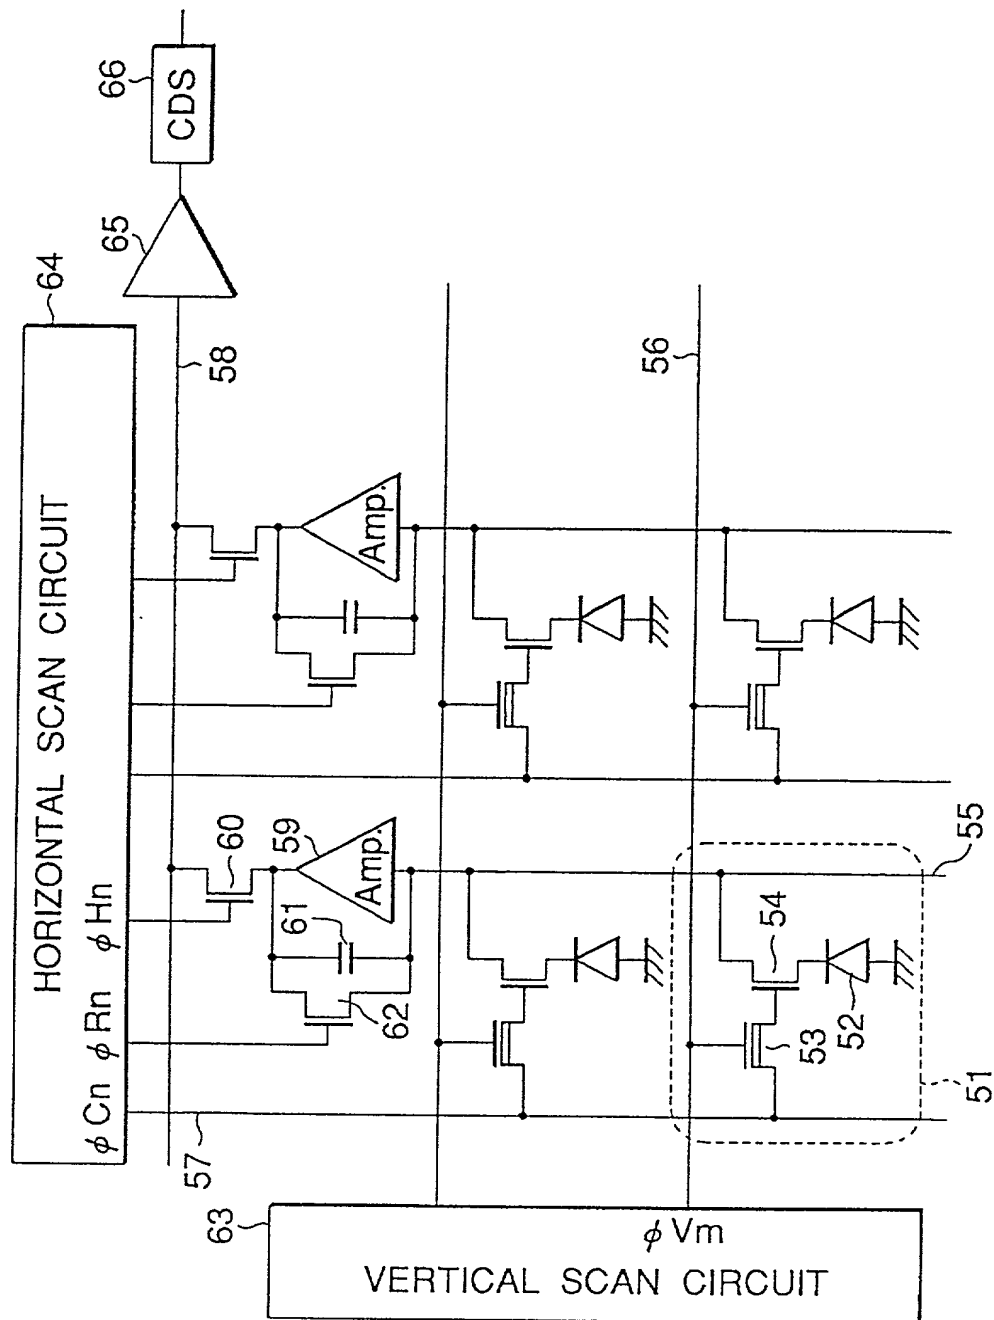 HORIZONTAL SCAN CIRCUIT
64
φCn φRn φHn
66
CDS
65
58
60
59
Amp.
Amp.
61
62
57
56
55
54
53
52
51
63
φVm
VERTICAL SCAN CIRCUIT